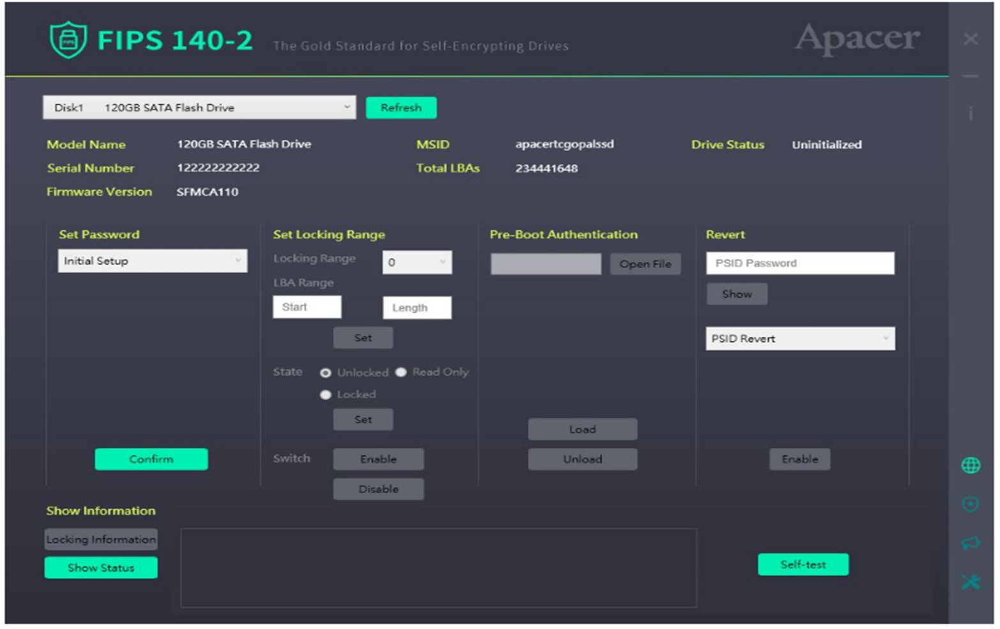 FIPS 140-2 The Gold Standard for Self-Encrypting Drives Apacer
Disk1 120GB SATA Flash Drive Refresh
Model Name 120GB SATA Flash Drive MSID apacertcgopalssd Drive Status Uninitialized
Serial Number 122222222222 Total LBAs 234441648
Firmware Version SFMCA110
Set Password
Initial Setup
Confirm
Set Locking Range
Locking Range 0
LBA Range
Start Length
Set
State Unlocked Read Only
Locked
Set
Switch Enable
Disable
Pre-Boot Authentication
Open File
Load
Unload
Revert
PSID Password
Show
PSID Revert
Enable
Show Information
Locking Information
Show Status
Self-test